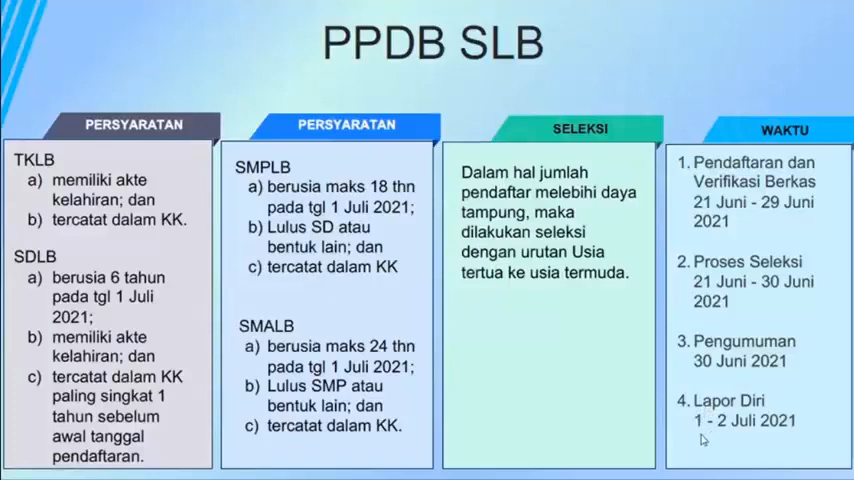 PPDB SLB
PERSYARATAN
TKLB
a) memiliki akte
kelahiran; dan
b) tercatat dalam KK.
SDLB
a) berusia 6 tahun
pada tgl 1 Juli
2021;
b) memiliki akte
kelahiran; dan
c) tercatat dalam KK
paling singkat 1
tahun sebelum
awal tanggal
pendaftaran.
PERSYARATAN
SMPLB
a) berusia maks 18 thn
pada tgl 1 Juli 2021;
b) Lulus SD atau
bentuk lain; dan
c) tercatat dalam KK
SMALB
a) berusia maks 24 thn
pada tgl 1 Juli 2021;
b) Lulus SMP atau
bentuk lain; dan
c) tercatat dalam KK.
SELEKSI
Dalam hal jumlah
pendaftar melebihi daya
tampung, maka
dilakukan seleksi
dengan urutan Usia
tertua ke usia termuda.
WAKTU
1. Pendaftaran dan
Verifikasi Berkas
21 Juni - 29 Juni
2021
2. Proses Seleksi
21 Juni - 30 Juni
2021
3. Pengumuman
30 Juni 2021
4. Lapor Diri
1 - 2 Juli 2021